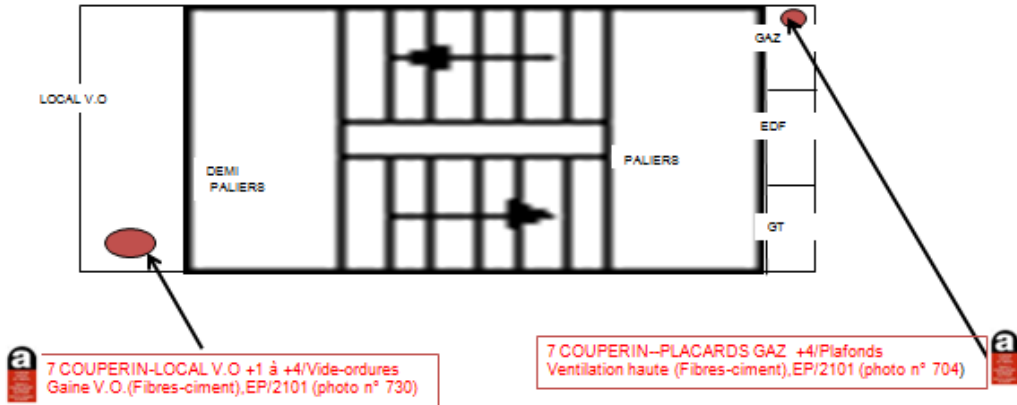 GAZ
LOCAL V.O
EDF
PALIERS
DEMI
PALIERS
GT
a
7 COUPERIN-LOCAL V.O +1 à +4/Vide-ordures
Gaine V.O.(Fibres-ciment),EP/2101 (photo n° 730)
7 COUPERIN--PLACARDS GAZ +4/Plafonds
Ventilation haute (Fibres-ciment),EP/2101 (photo n° 704)
a